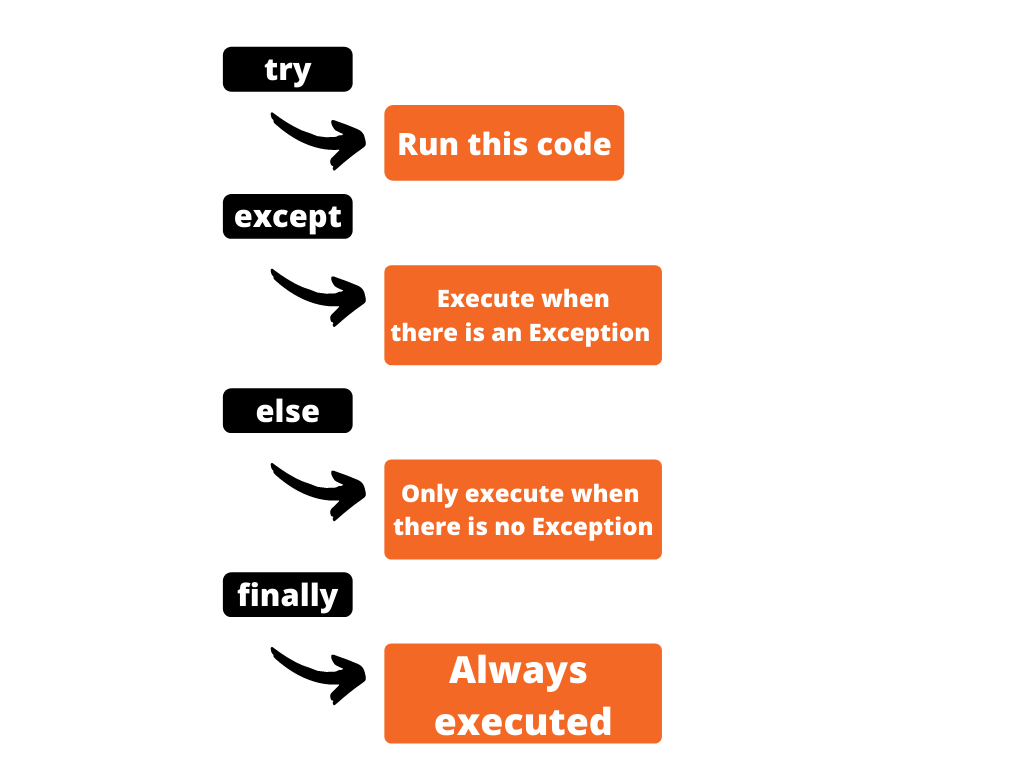 try
Run this code
except
Execute when
there is an Exception
else
Only execute when
there is no Exception
finally
Always
executed